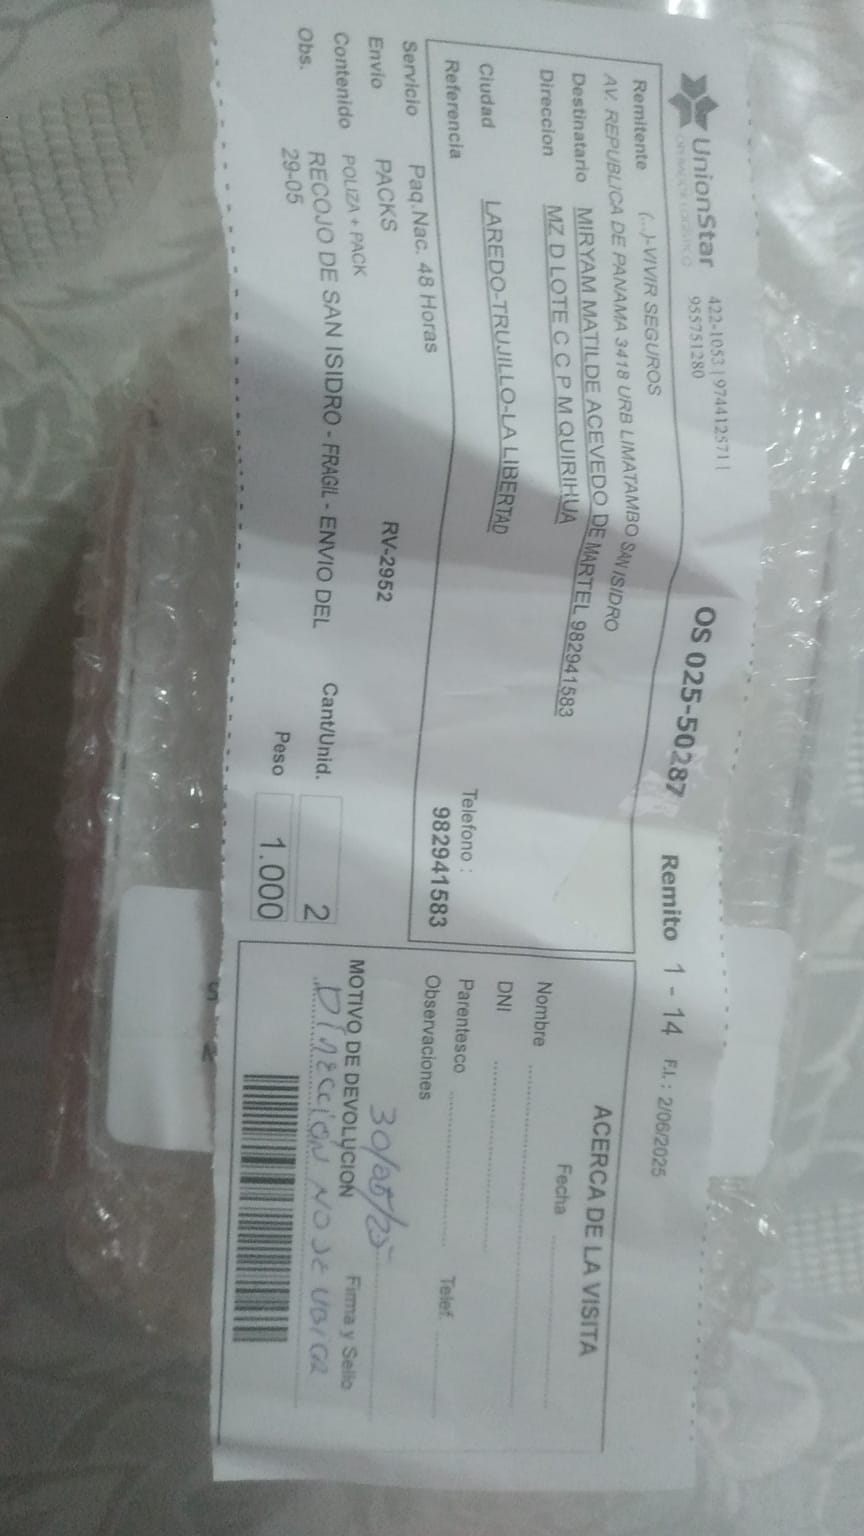 UnionStar
OPERADOR LOGISTICO
422-1053 | 974412571 |
955751280
OS 025-50287
Remito 1 - 14 F.I. : 2/06/2025
Remitente (...)-VIVIR SEGUROS
AV. REPUBLICA DE PANAMA 3418 URB LIMATAMBO SAN ISIDRO
Destinatario MIRYAM MATILDE ACEVEDO DE MARTEL 982941583
Direccion MZ D LOTE C C P M QUIRIHUA
Ciudad LAREDO-TRUJILLO-LA LIBERTAD
Referencia
Telefono :
982941583
Servicio Paq.Nac. 48 Horas
Envio PACKS RV-2952
Contenido POLIZA + PACK
Obs. RECOJO DE SAN ISIDRO - FRAGIL - ENVIO DEL
29-05
Cant/Unid. 2
Peso 1.000
ACERCA DE LA VISITA
Fecha
Nombre
DNI
Parentesco
Telef.
Observaciones
30/05/25
MOTIVO DE DEVOLUCION
Firma y Sello
DIRECCION NO SE UBICA